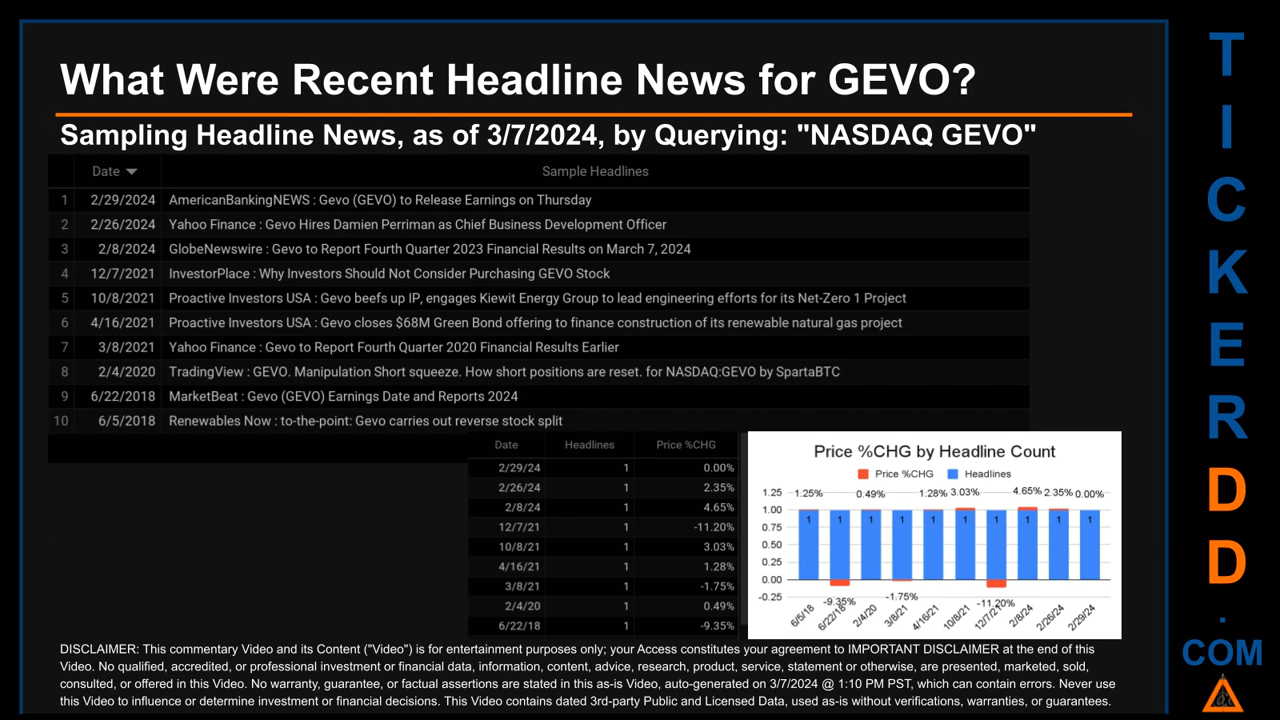 What Were Recent Headline News for GEVO?
Sampling Headline News, as of 3/7/2024, by Querying: "NASDAQ GEVO"
Date Sample Headlines
1 2/29/2024 AmericanBankingNEWS : Gevo (GEVO) to Release Earnings on Thursday
2 2/26/2024 Yahoo Finance : Gevo Hires Damien Perriman as Chief Business Development Officer
3 2/8/2024 GlobeNewswire : Gevo to Report Fourth Quarter 2023 Financial Results on March 7, 2024
4 12/7/2021 InvestorPlace : Why Investors Should Not Consider Purchasing GEVO Stock
5 10/8/2021 Proactive Investors USA : Gevo beefs up IP, engages Kiewit Energy Group to lead engineering efforts for its Net-Zero 1 Project
6 4/16/2021 Proactive Investors USA : Gevo closes $68M Green Bond offering to finance construction of its renewable natural gas project
7 3/8/2021 Yahoo Finance : Gevo to Report Fourth Quarter 2020 Financial Results Earlier
8 2/4/2020 TradingView : GEVO. Manipulation Short squeeze. How short positions are reset. for NASDAQ:GEVO by SpartaBTC
9 6/22/2018 MarketBeat : Gevo (GEVO) Earnings Date and Reports 2024
10 6/5/2018 Renewables Now : to-the-point: Gevo carries out reverse stock split
Date Headlines Price %CHG
2/29/24 1 0.00%
2/26/24 1 2.35%
2/8/24 1 4.65%
12/7/21 1 -11.20%
10/8/21 1 3.03%
4/16/21 1 1.28%
3/8/21 1 -1.75%
2/4/20 1 0.49%
6/22/18 1 -9.35%
Price %CHG by Headline Count
Price %CHG Headlines
1.25 1.25% 0.49% 1.28% 3.03% 4.65% 2.35% 0.00%
1.00
1 1 1 1 1 1 1 1 1 1
0.75
0.50
0.25
0.00
-0.25
-9.35% -1.75% -11.20%
6/5/18 6/22/18 2/4/20 3/8/21 4/16/21 10/8/21 12/7/21 2/8/24 2/26/24 2/29/24
DISCLAIMER: This commentary Video and its Content ("Video") is for entertainment purposes only; your Access constitutes your agreement to IMPORTANT DISCLAIMER at the end of this
Video. No qualified, accredited, or professional investment or financial data, information, content, advice, research, product, service, statement or otherwise, are presented, marketed, sold,
consulted, or offered in this Video. No warranty, guarantee, or factual assertions are stated in this as-is Video, auto-generated on 3/7/2024 @ 1:10 PM PST, which can contain errors. Never use
this Video to influence or determine investment or financial decisions. This Video contains dated 3rd-party Public and Licensed Data, used as-is without verifications, warranties, or guarantees.
T
I
C
K
E
R
D
D
.
COM